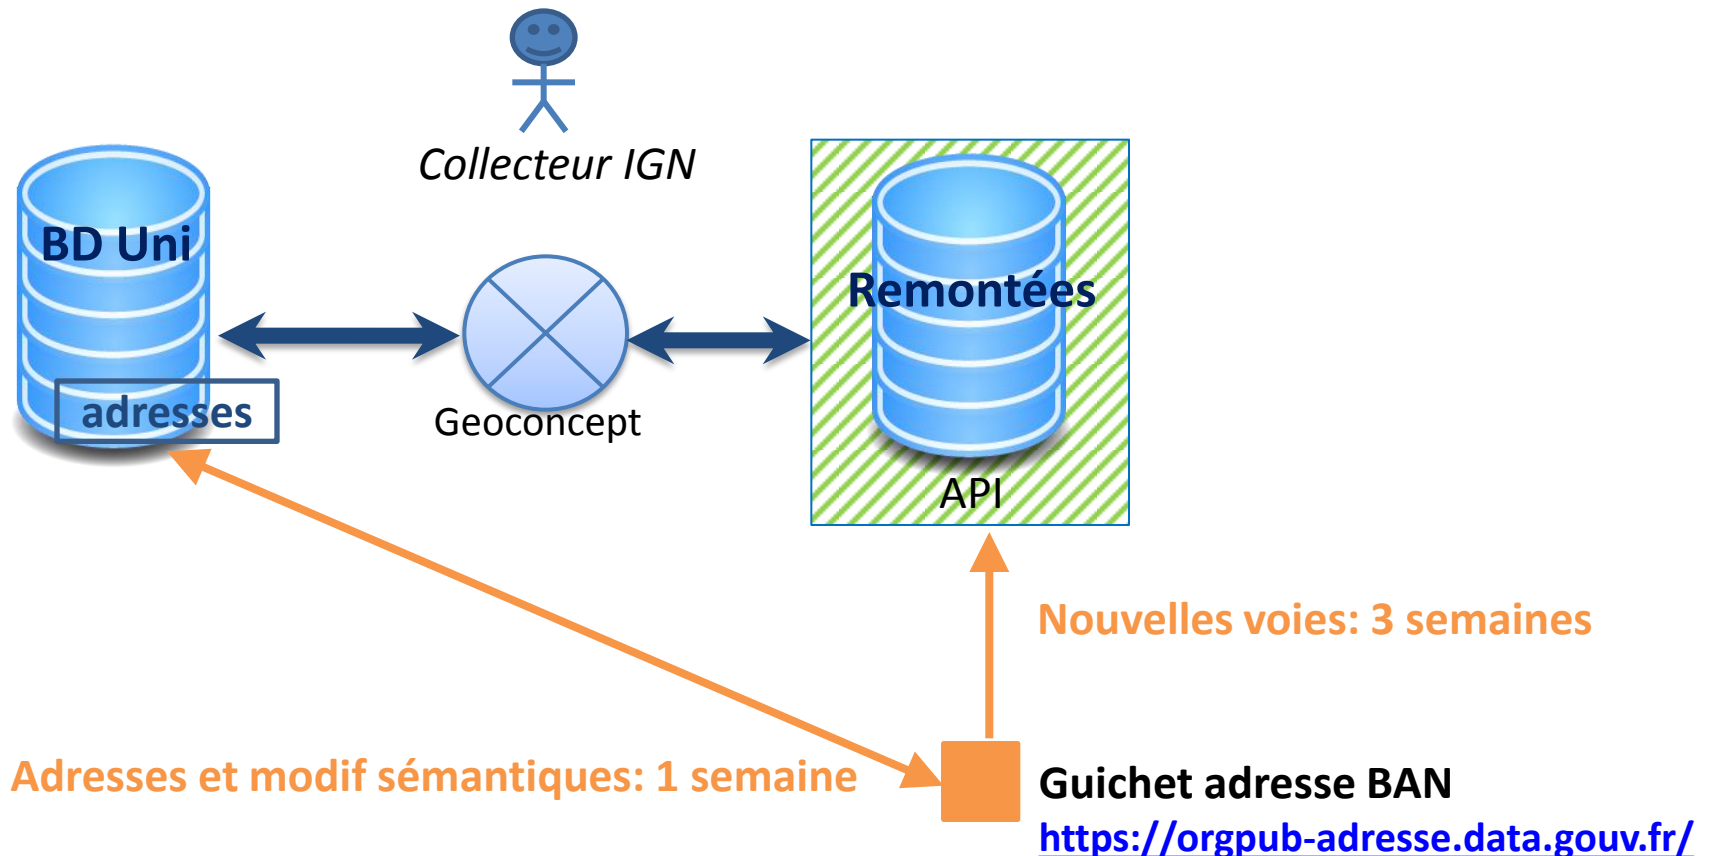 Collecteur IGN
BD Uni
Remontées
adresses
Geoconcept
API
Nouvelles voies: 3 semaines
Adresses et modif sémantiques: 1 semaine
Guichet adresse BAN
https://orgpub-adresse.data.gouv.fr/